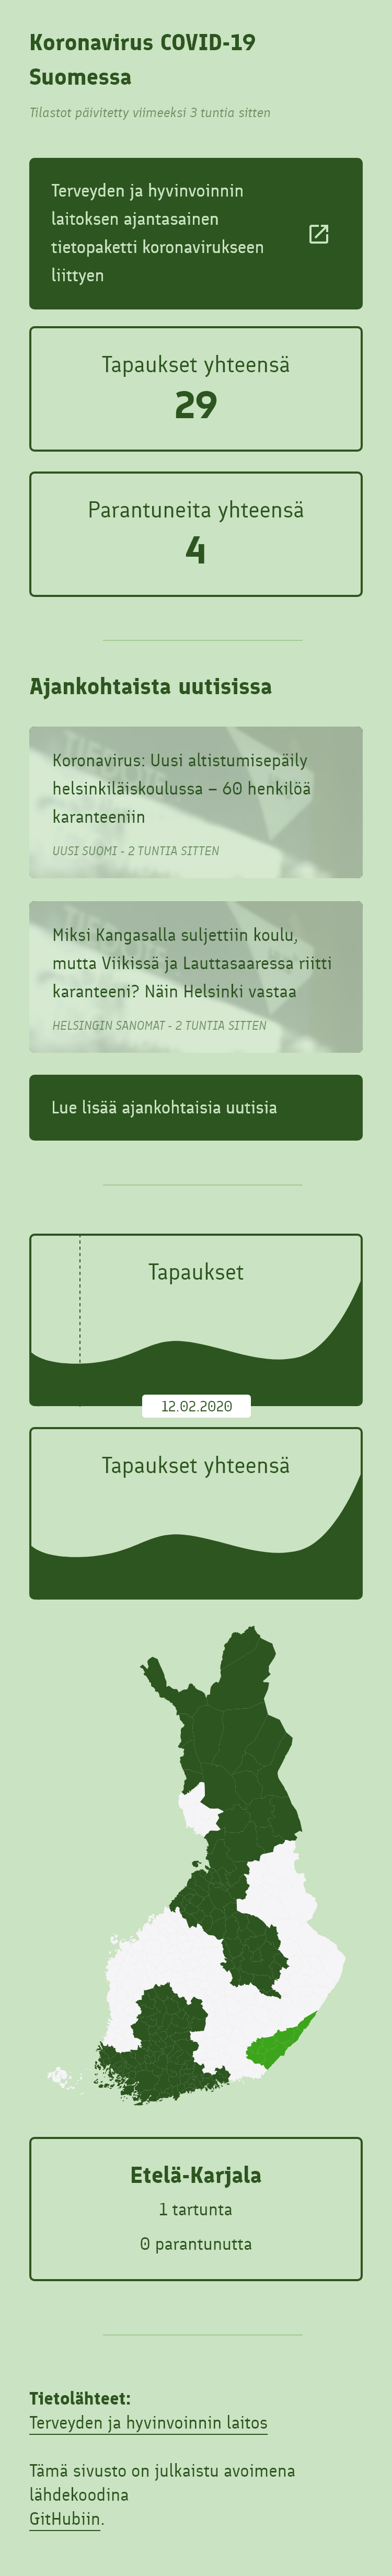 Koronavirus COVID-19
Suomessa
Tilastot päivitetty viimeeksi 3 tuntia sitten
Terveyden ja hyvinvoinnin
laitoksen ajantasainen
tietopaketti koronavirukseen
liittyen
Tapaukset yhteensä
29
Parantuneita yhteensä
4
Ajankohtaista uutisissa
Koronavirus: Uusi altistumisepäily
helsinkiläiskoulussa – 60 henkilöä
karanteeniin
UUSI SUOMI - 2 TUNTIA SITTEN
Miksi Kangasalla suljettiin koulu,
mutta Viikissä ja Lauttasaaressa riitti
karanteeni? Näin Helsinki vastaa
HELSINGIN SANOMAT - 2 TUNTIA SITTEN
Lue lisää ajankohtaisia uutisia
Tapaukset
12.02.2020
Tapaukset yhteensä
Etelä-Karjala
1 tartunta
0 parantunutta
Tietolähteet:
Terveyden ja hyvinvoinnin laitos
Tämä sivusto on julkaistu avoimena
lähdekoodina
GitHubiin.